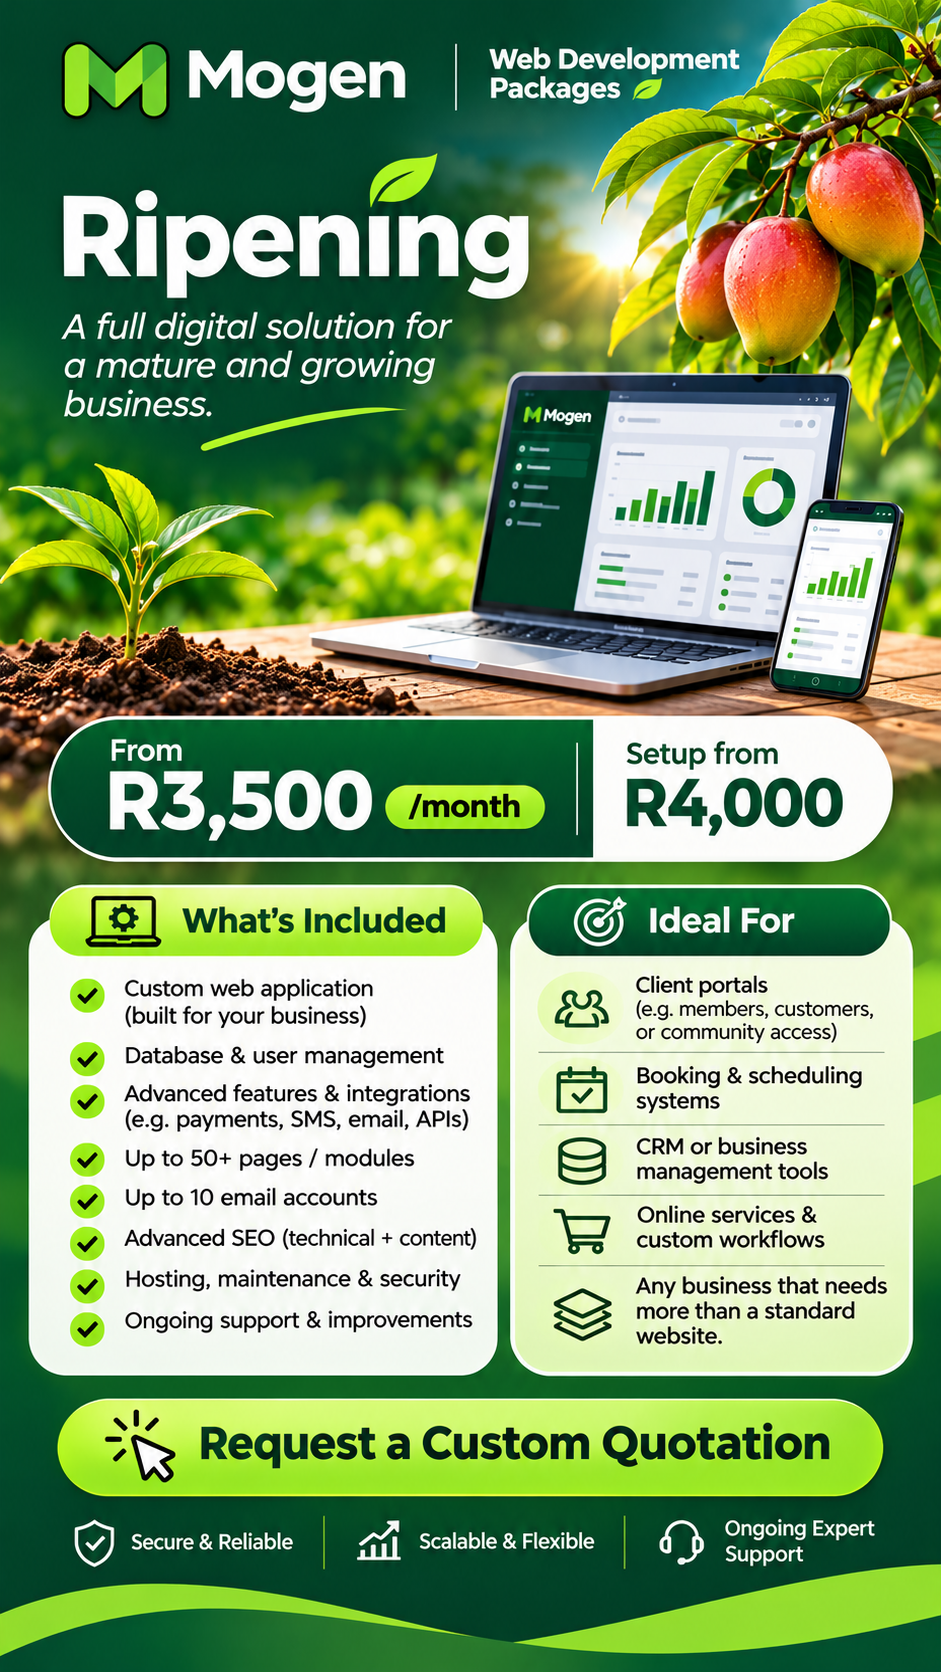 Mogen
Web Development
Packages
Ripening
A full digital solution for
a mature and growing
business.
Mogen
From
R3,500 /month
Setup from
R4,000
What's Included
Custom web application
(built for your business)
Database & user management
Advanced features & integrations
(e.g. payments, SMS, email, APIs)
Up to 50+ pages / modules
Up to 10 email accounts
Advanced SEO (technical + content)
Hosting, maintenance & security
Ongoing support & improvements
Ideal For
Client portals
(e.g. members, customers,
or community access)
Booking & scheduling
systems
CRM or business
management tools
Online services &
custom workflows
Any business that needs
more than a standard
website.
Request a Custom Quotation
Secure & Reliable
Scalable & Flexible
Ongoing Expert
Support